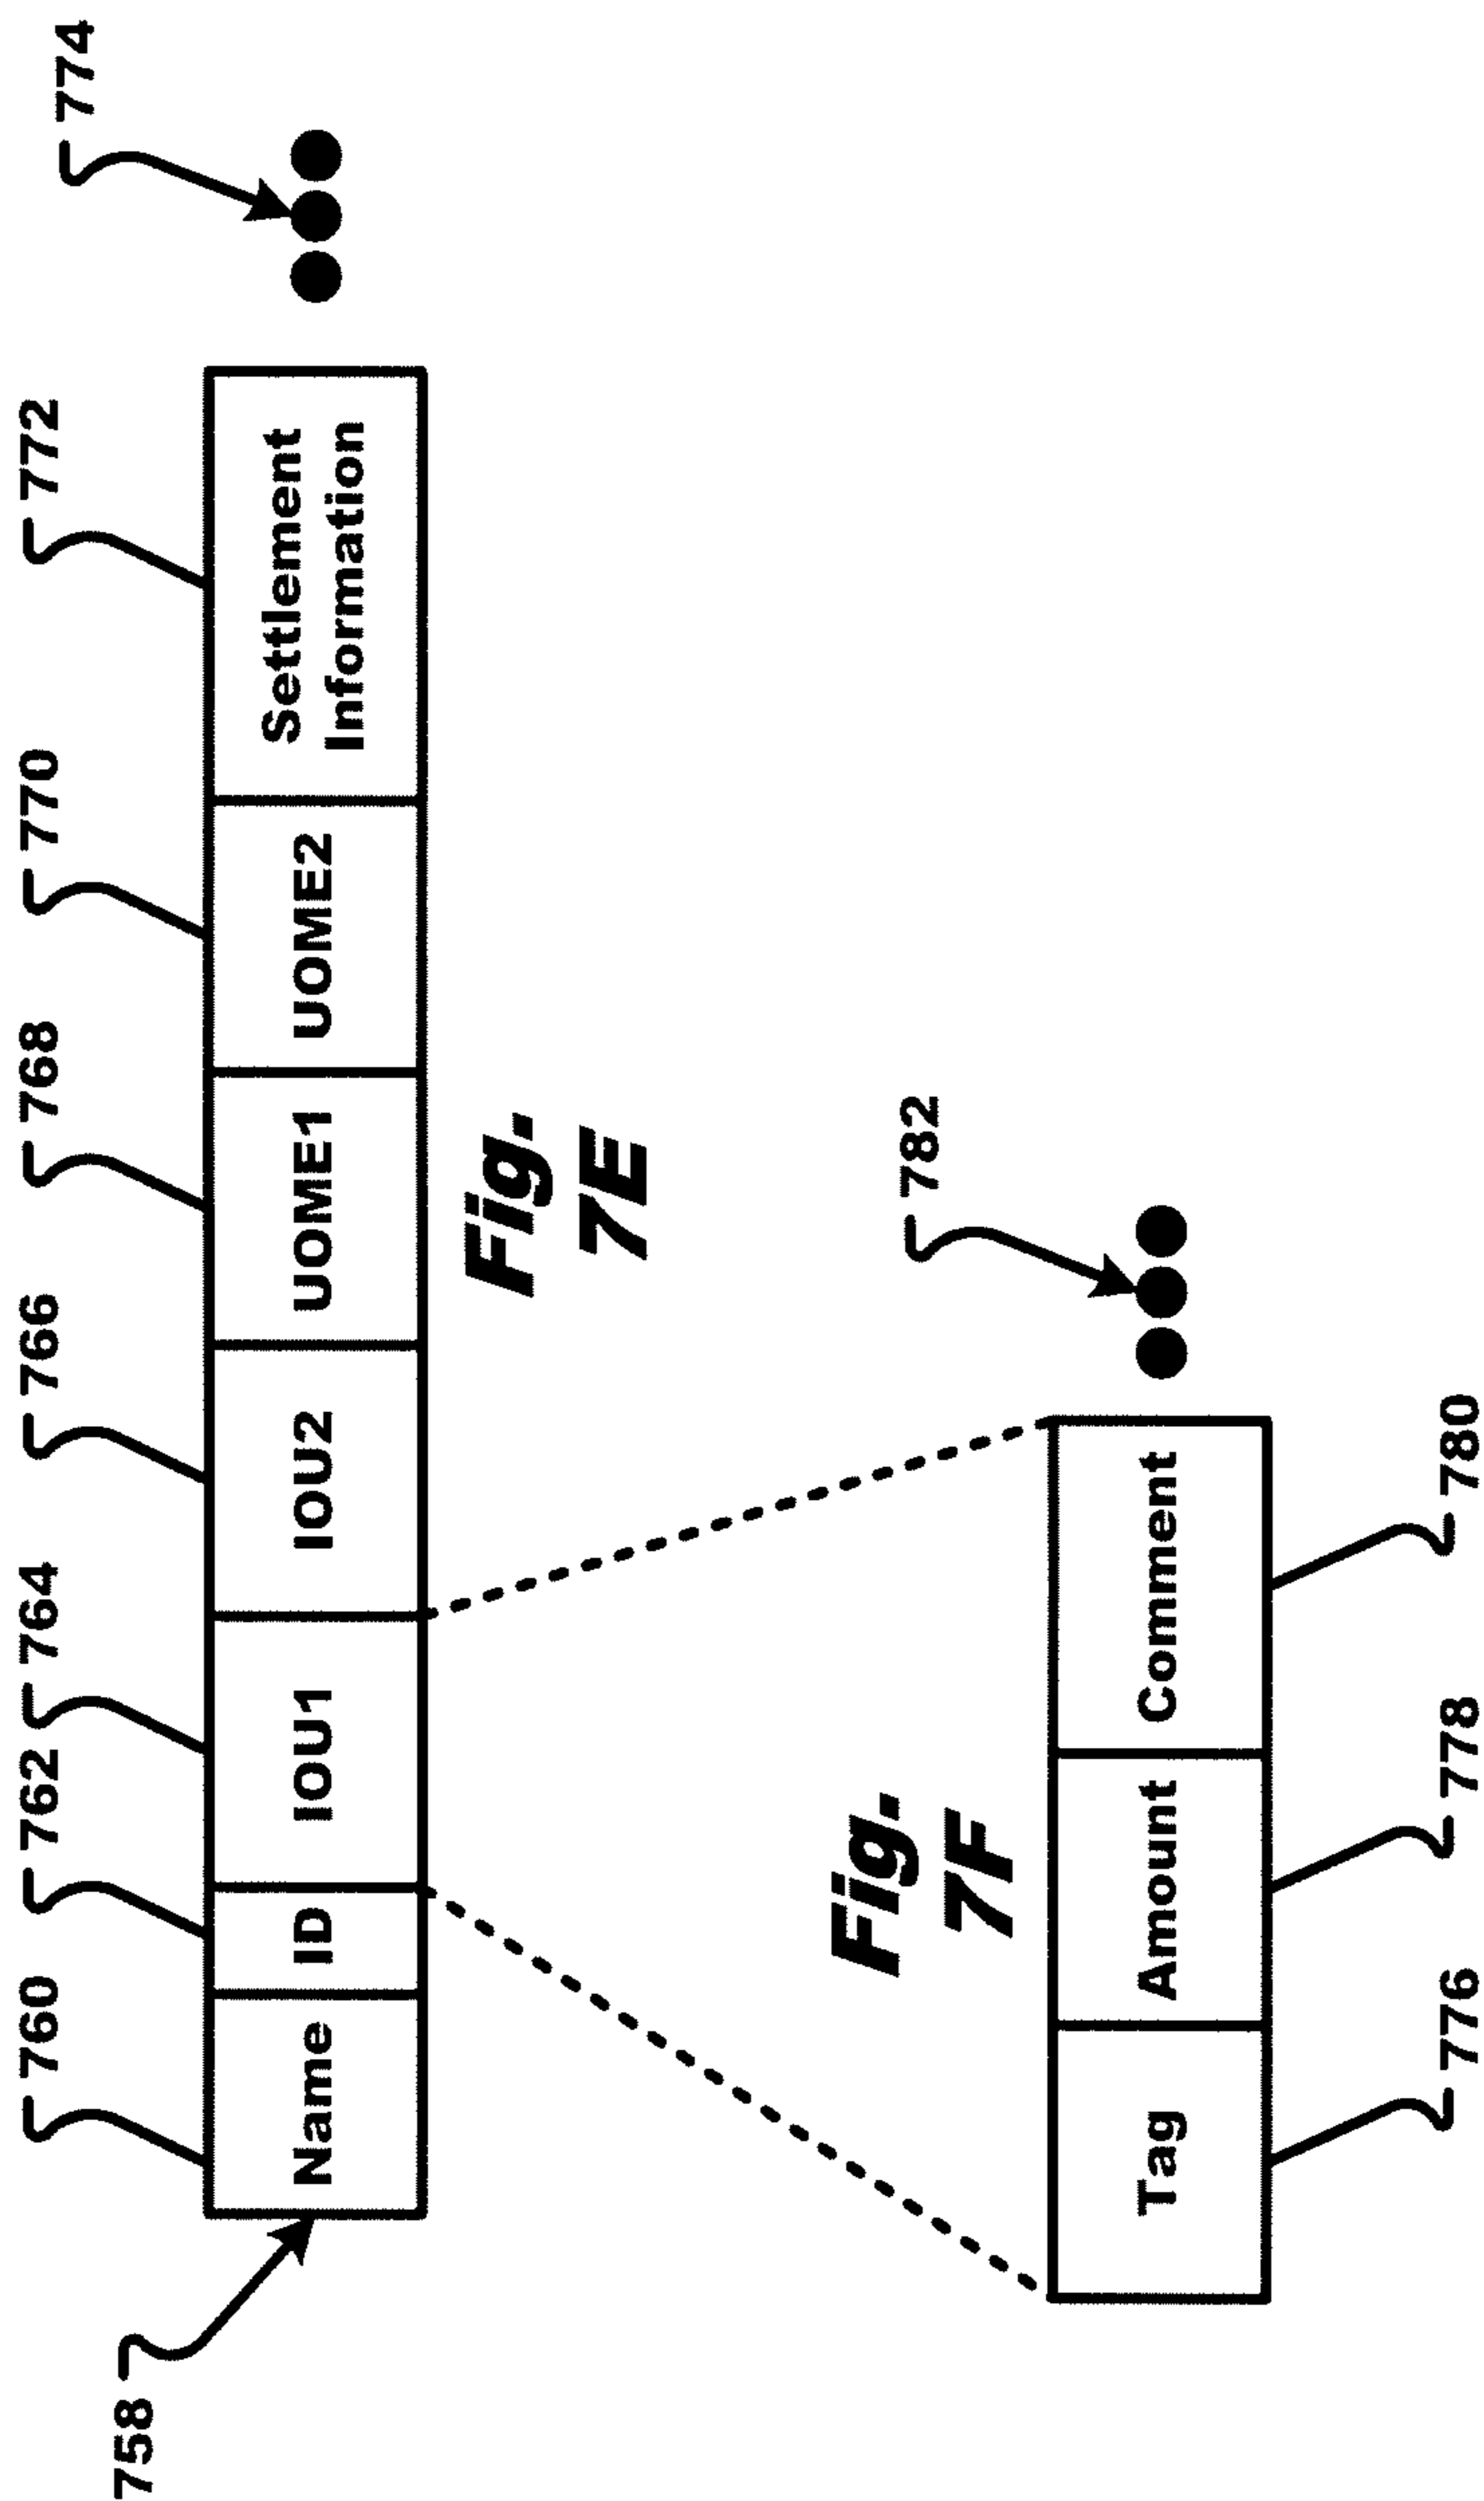 758
760
762
764
766
768
770
772
774
Name
ID
IOU1
IOU2
UOME1
UOME2
Settlement
Information
Fig.
7E
Fig.
7F
782
Tag
Amount
Comment
776
778
780